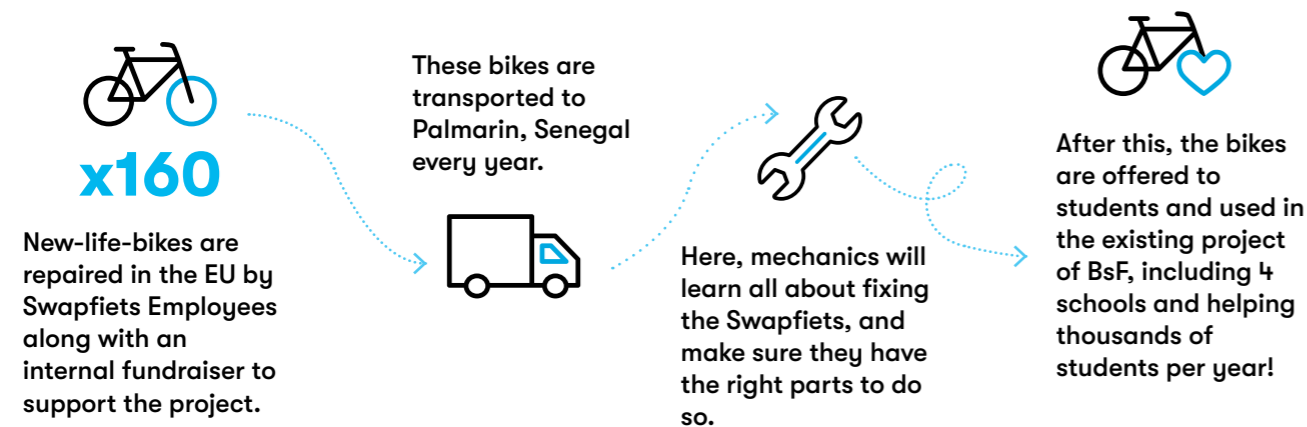 x160
New-life-bikes are
repaired in the EU by
Swapfiets Employees
along with an
internal fundraiser to
support the project.
These bikes are
transported to
Palmarin, Senegal
every year.
Here, mechanics will
learn all about fixing
the Swapfiets, and
make sure they have
the right parts to do
so.
After this, the bikes
are offered to
students and used in
the existing project
of BsF, including 4
schools and helping
thousands of
students per year!